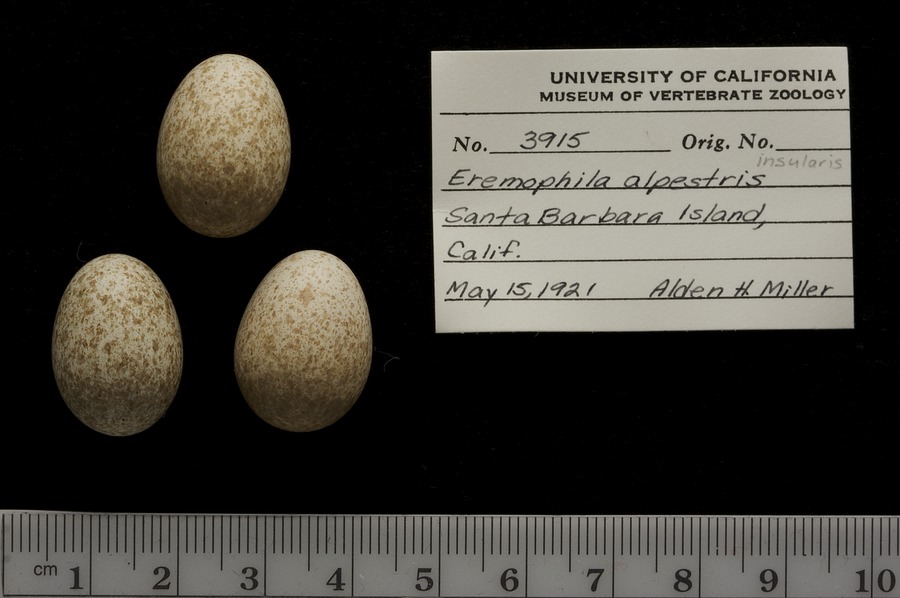 UNIVERSITY OF CALIFORNIA
MUSEUM OF VERTEBRATE ZOOLOGY
No. 3915 Orig. No.
insularis
Eremophila alpestris
Santa Barbara Island,
Calif.
May 15, 1921 Alden H Miller
cm 1 2 3 4 5 6 7 8 9 10